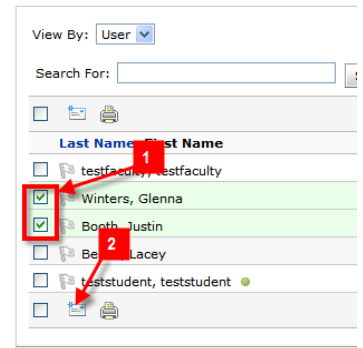 View By: User
Search For:
S
Last Name, First Name
1
testfaculty, testfaculty
Winters, Glenna
Booth, Justin
2
Lacey
teststudent, teststudent